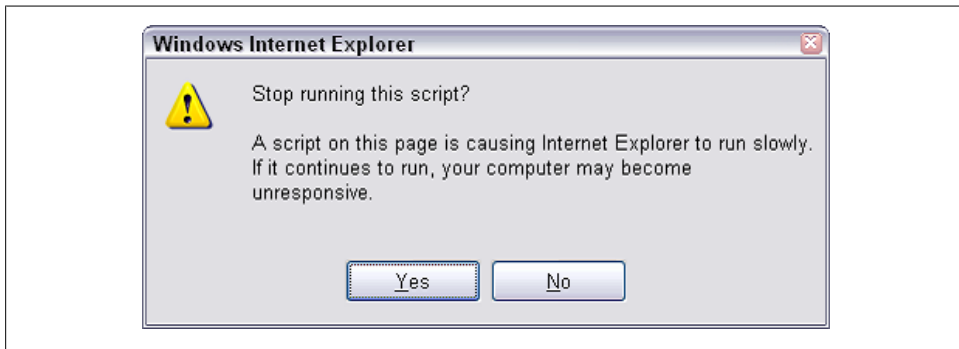 Windows Internet Explorer
Stop running this script?
A script on this page is causing Internet Explorer to run slowly.
If it continues to run, your computer may become
unresponsive.
Yes
No